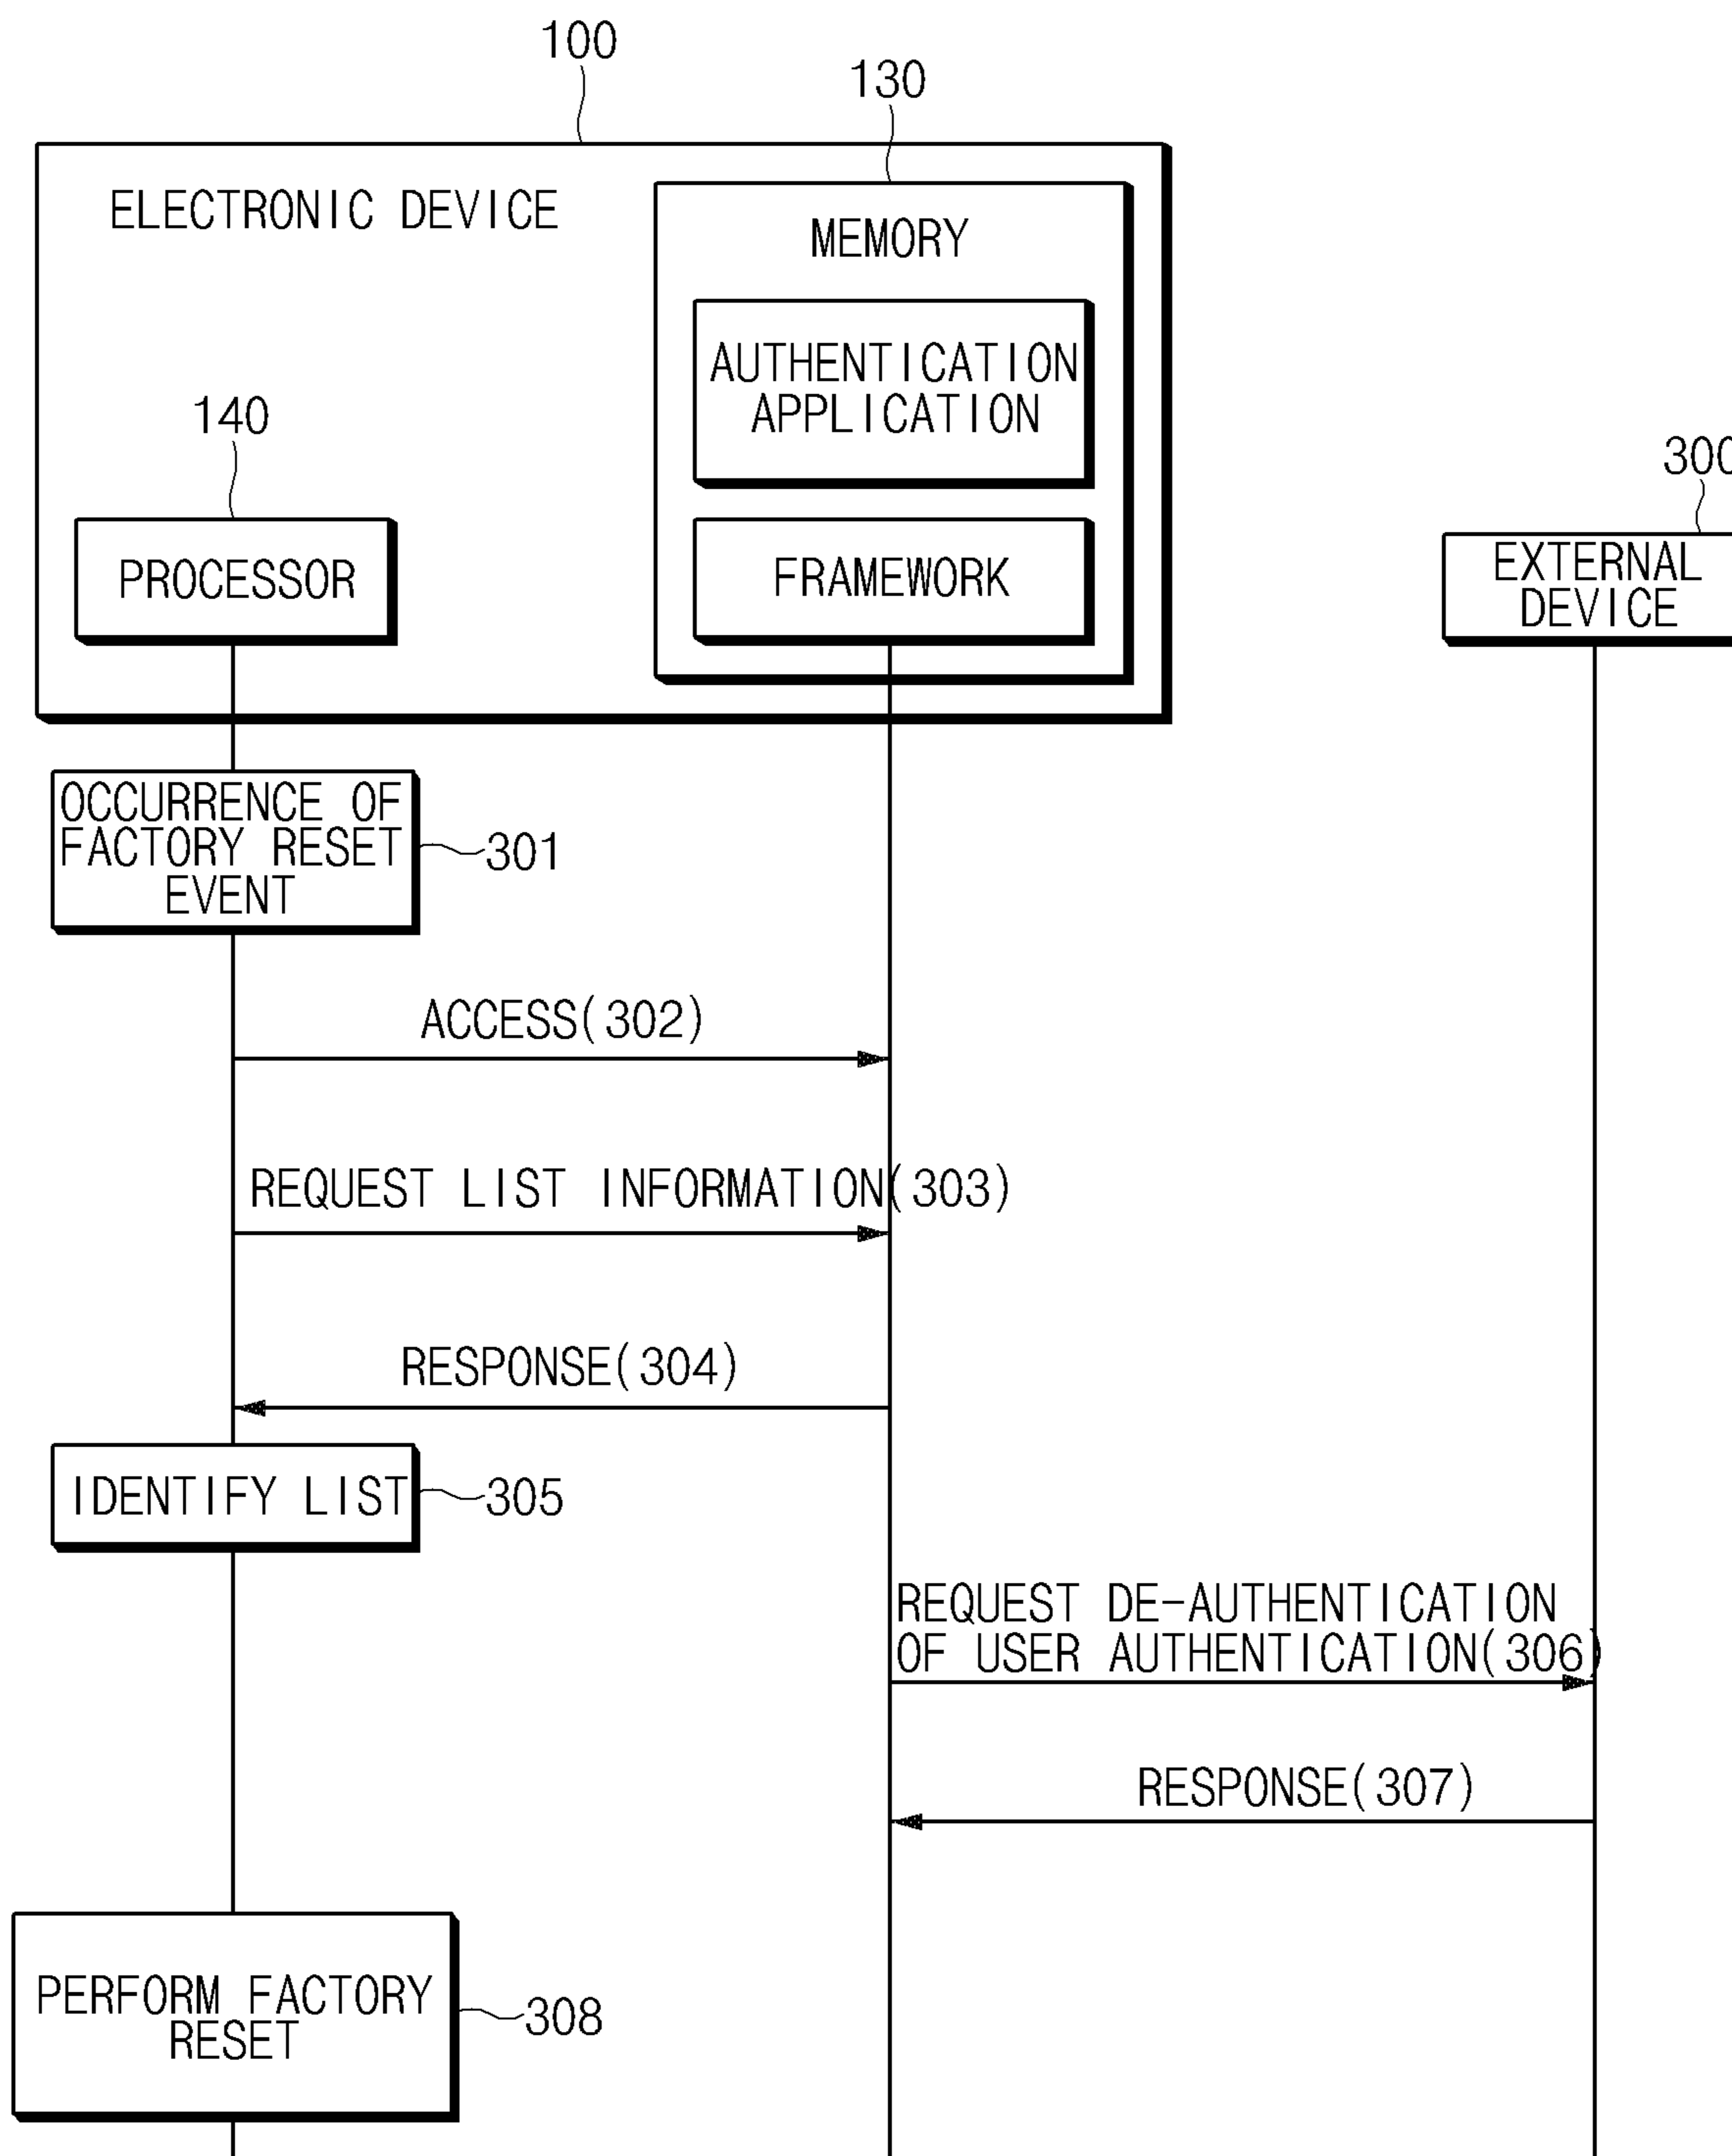 100
130
ELECTRONIC DEVICE
MEMORY
AUTHENTICATION
APPLICATION
140
300
PROCESSOR
FRAMEWORK
EXTERNAL
DEVICE
OCCURRENCE OF
FACTORY RESET
EVENT
301
ACCESS(302)
REQUEST LIST INFORMATION(303)
RESPONSE(304)
IDENTIFY LIST
305
REQUEST DE-AUTHENTICATION
OF USER AUTHENTICATION(306)
RESPONSE(307)
PERFORM FACTORY
RESET
308